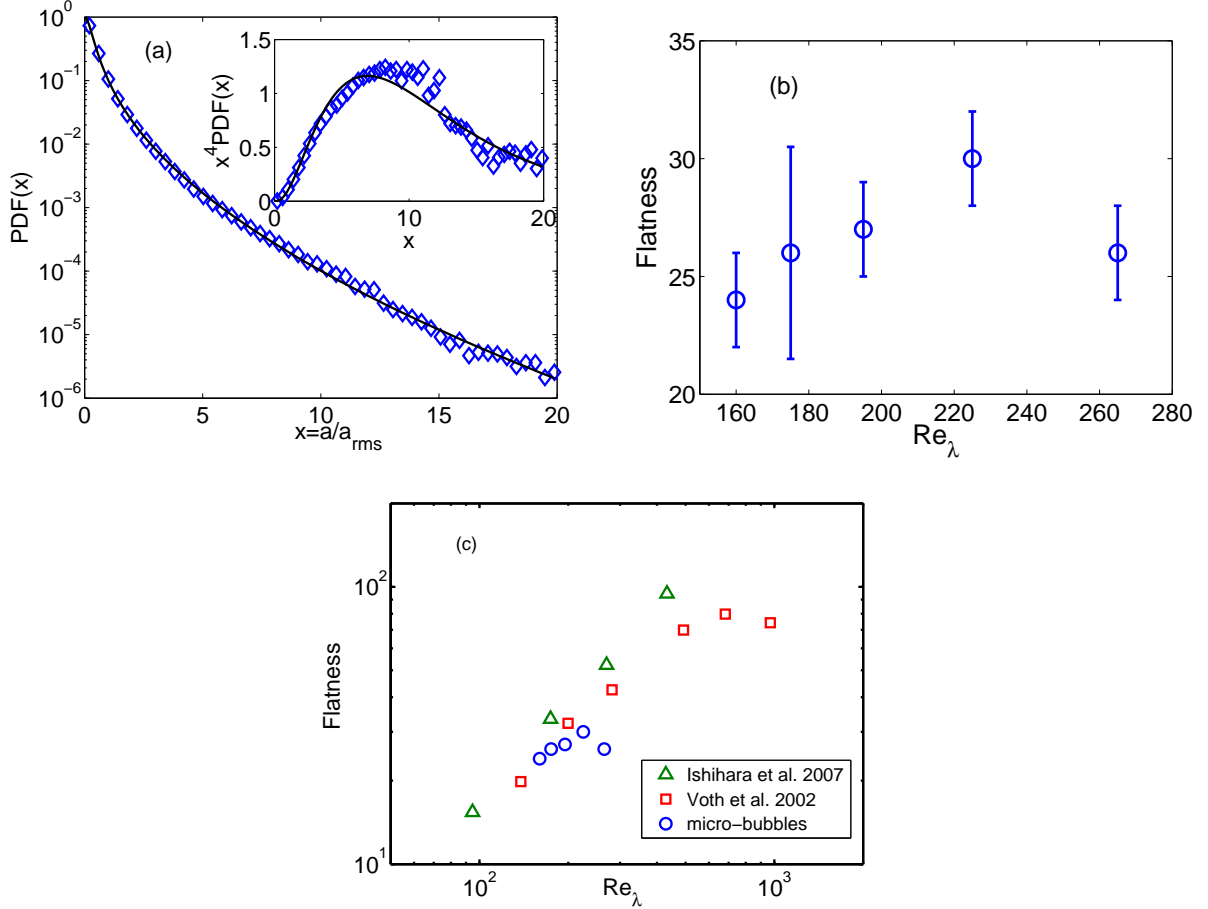 (a)
PDF(x)
10^0
10^-1
10^-2
10^-3
10^-4
10^-5
10^-6
0 5 10 15 20
x=a/a_rms
x^4PDF(x)
1.5
1
0.5
0
0 10 20
x
(b)
Flatness
35
30
25
20
160 180 200 220 240 260 280
Re_λ
(c)
Flatness
10^2
10^1
10^2 10^3
Re_λ
Ishihara et al. 2007
Voth et al. 2002
micro-bubbles